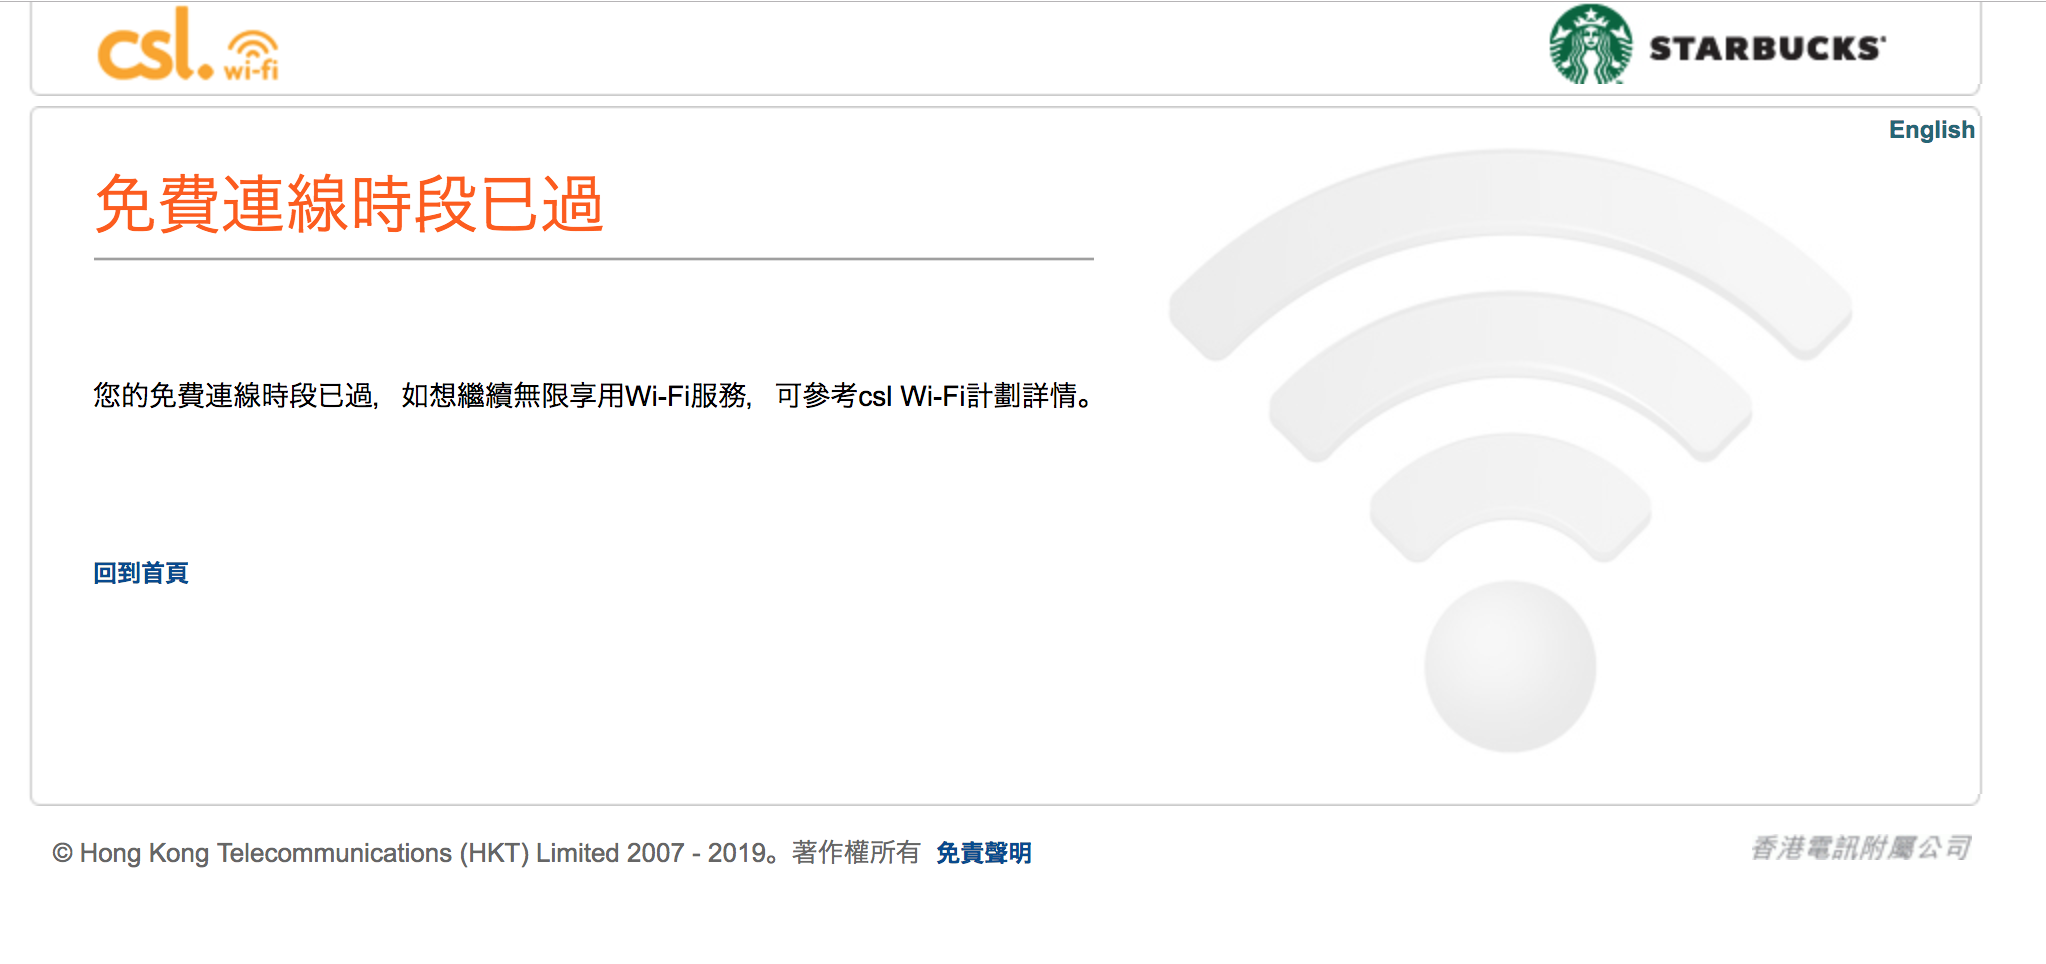 csl. wi-fi
STARBUCKS
English
免費連線時段已過
您的免費連線時段已過，如想繼續無限享用Wi-Fi服務，可參考csl Wi-Fi計劃詳情。
回到首頁
© Hong Kong Telecommunications (HKT) Limited 2007 - 2019。著作權所有 免責聲明
香港電訊附屬公司